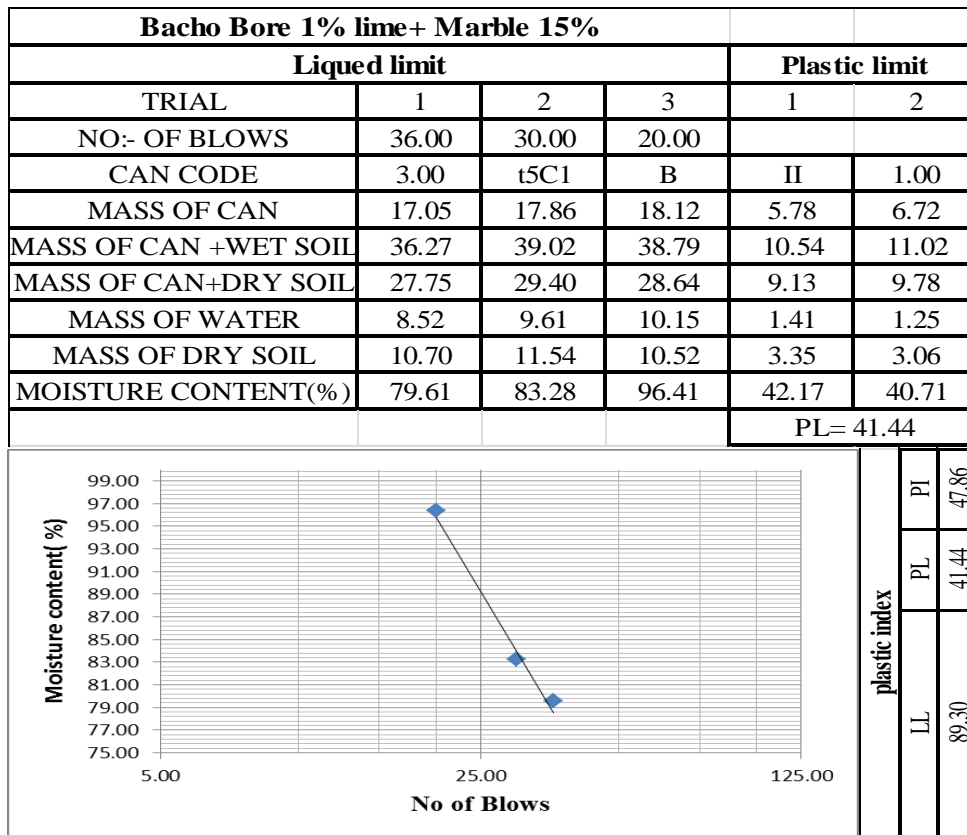 Bacho Bore 1% lime+ Marble 15%
Liqued limit Plastic limit
TRIAL 1 2 3 1 2
NO:- OF BLOWS 36.00 30.00 20.00
CAN CODE 3.00 t5C1 B II 1.00
MASS OF CAN 17.05 17.86 18.12 5.78 6.72
MASS OF CAN +WET SOIL 36.27 39.02 38.79 10.54 11.02
MASS OF CAN+DRY SOIL 27.75 29.40 28.64 9.13 9.78
MASS OF WATER 8.52 9.61 10.15 1.41 1.25
MASS OF DRY SOIL 10.70 11.54 10.52 3.35 3.06
MOISTURE CONTENT(%) 79.61 83.28 96.41 42.17 40.71
PL= 41.44
Moisture content( %)
99.00
97.00
95.00
93.00
91.00
89.00
87.00
85.00
83.00
81.00
79.00
77.00
75.00
5.00 25.00 125.00
No of Blows
plastic index
LL PL PI
89.30 41.44 47.86